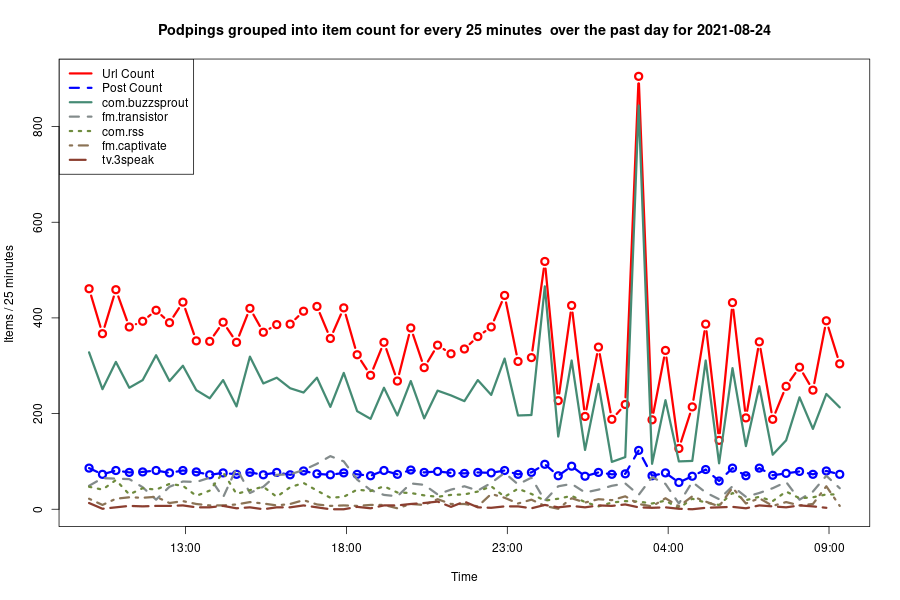 Podpings grouped into item count for every 25 minutes  over the past day for 2021-08-24
Url Count
Post Count
com.buzzsprout
fm.transistor
com.rss
fm.captivate
tv.3speak
Items / 25 minutes
800
600
400
200
0
13:00 18:00 23:00 04:00 09:00
Time